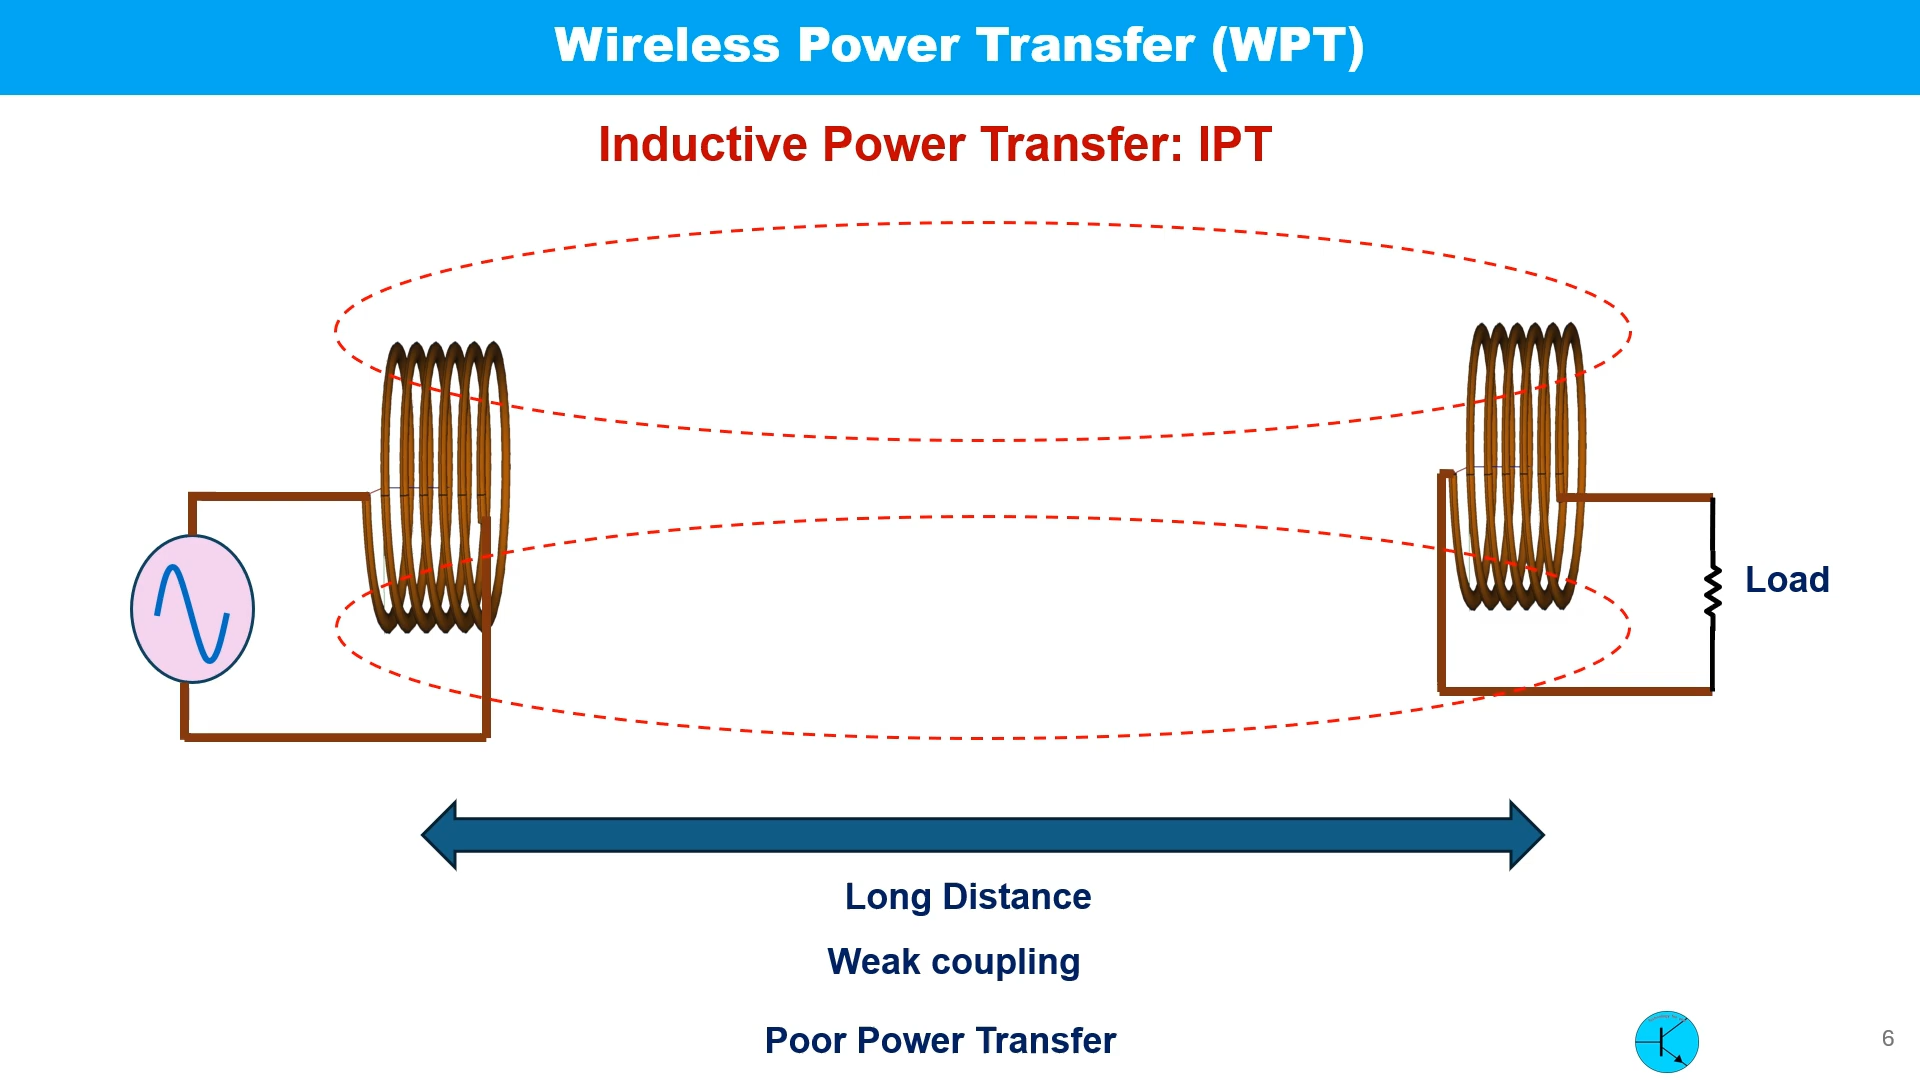 Wireless Power Transfer (WPT)
Inductive Power Transfer: IPT
Load
Long Distance
Weak coupling
Poor Power Transfer
6